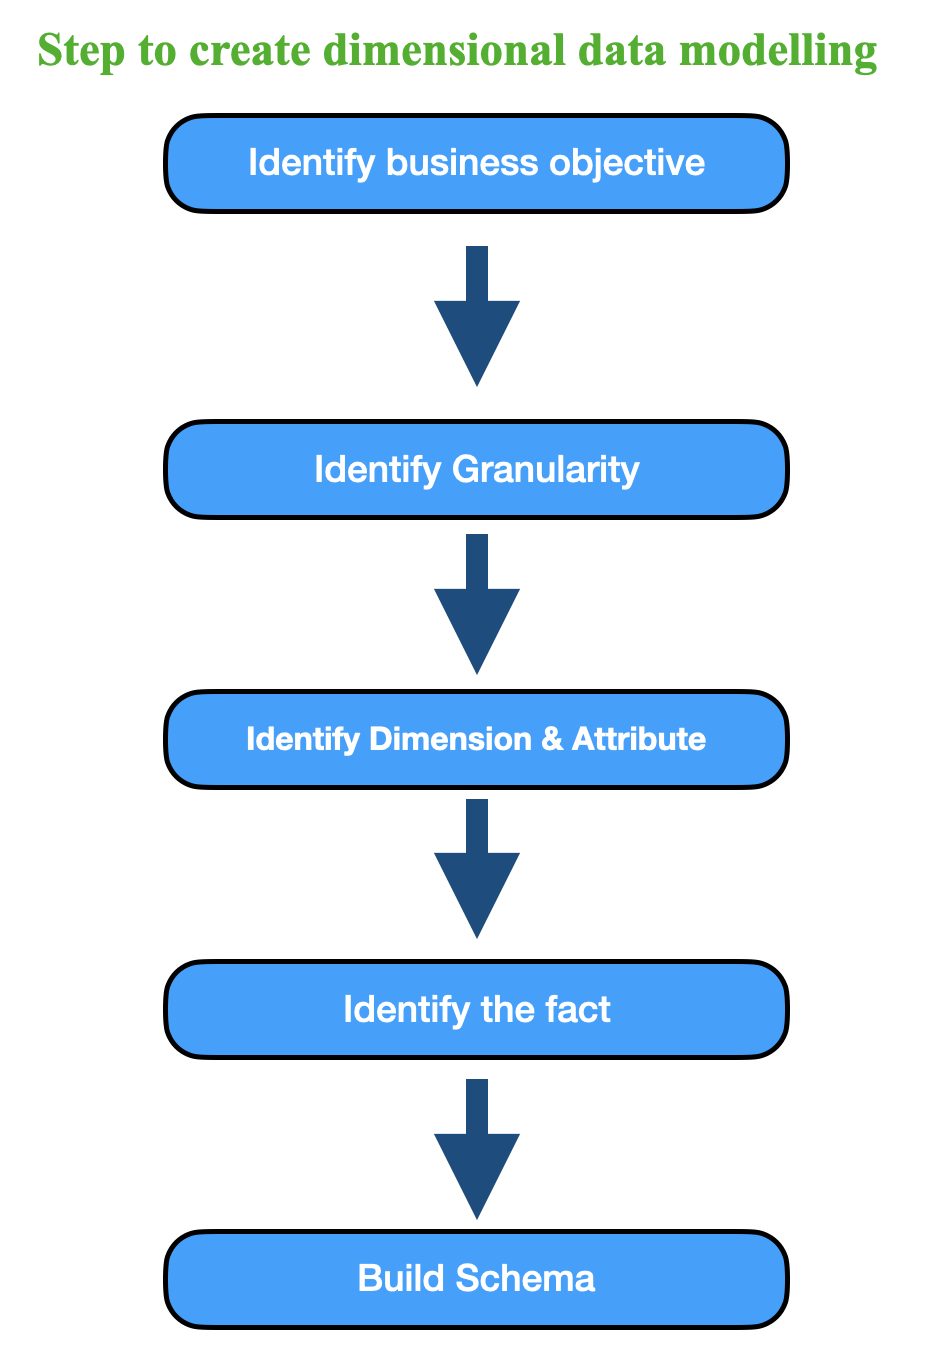 Step to create dimensional data modelling
Identify business objective
Identify Granularity
Identify Dimension & Attribute
Identify the fact
Build Schema